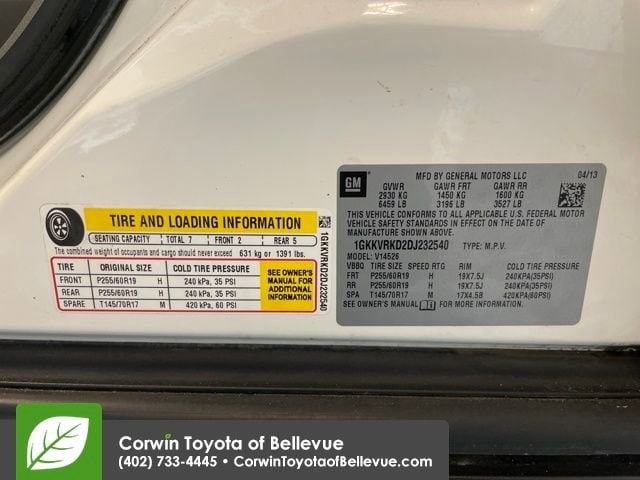 TIRE AND LOADING INFORMATION
SEATING CAPACITY TOTAL 7 FRONT 2 REAR 5
The combined weight of occupants and cargo should never exceed 631 kg or 1391 lbs.
TIRE ORIGINAL SIZE COLD TIRE PRESSURE
FRONT P255/60R19 H 240 kPa, 35 PSI
REAR P255/60R19 H 240 kPa, 35 PSI
SPARE T145/70R17 M 420 kPa, 60 PSI
SEE OWNER'S
MANUAL FOR
ADDITIONAL
INFORMATION
1GKKVRKD2DJ232540
GM
MFD BY GENERAL MOTORS LLC 04/13
GVWR GAWR FRT GAWR RR
2930 KG 1450 KG 1600 KG
6459 LB 3196 LB 3527 LB
THIS VEHICLE CONFORMS TO ALL APPLICABLE U.S. FEDERAL MOTOR
VEHICLE SAFETY AND THEFT PREVENTION STANDARDS IN EFFECT ON THE DATE OF
MANUFACTURE SHOWN ABOVE.
1GKKVRKD2DJ232540 TYPE: M.P.V.
MODEL: V14526
VBBO TIRE SIZE SPEED RTG RIM COLD TIRE PRESSURE
FRT P255/60R19 H 19X7.5J 240KPA(35PSI)
RR P255/60R19 H 19X7.5J 240KPA(35PSI)
SPA T145/70R17 M 17X4.5B 420KPA(60PSI)
SEE OWNER'S MANUAL FOR ADDITIONAL INFORMATION.
Corwin Toyota of Bellevue
(402) 733-4445 • CorwinToyotaofBellevue.com